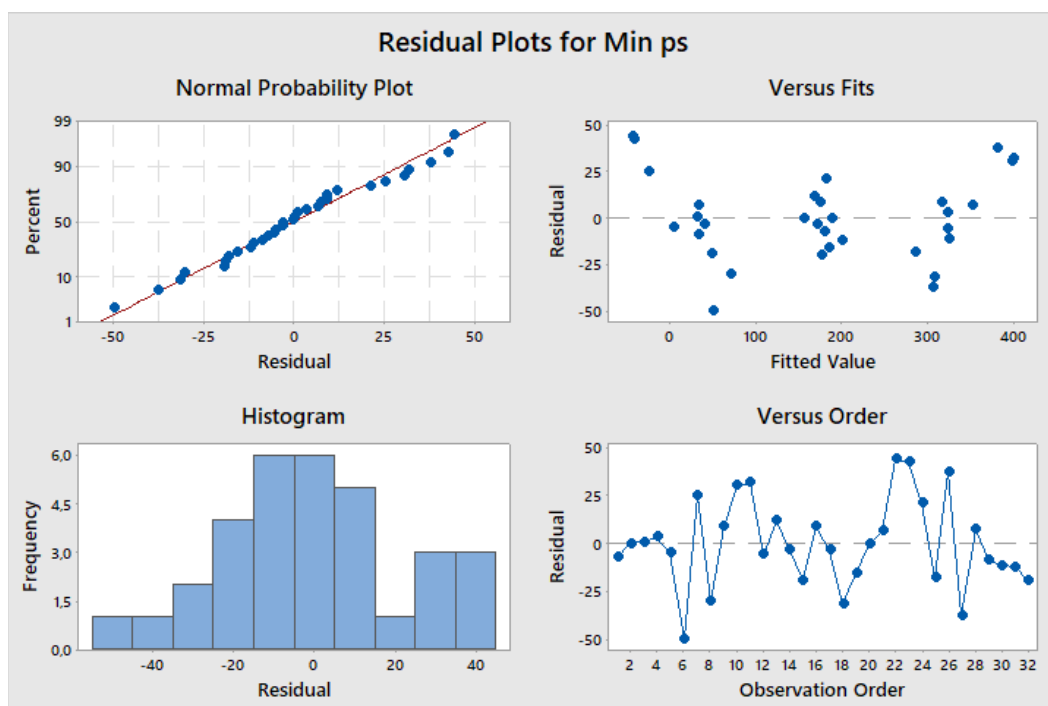 Residual Plots for Min ps
Normal Probability Plot
99
90
50
10
1
Percent
-50 -25 0 25 50
Residual
Versus Fits
50
25
0
-25
-50
Residual
0 100 200 300 400
Fitted Value
Histogram
6,0
4,5
3,0
1,5
0,0
Frequency
-40 -20 0 20 40
Residual
Versus Order
50
25
0
-25
-50
Residual
2 4 6 8 10 12 14 16 18 20 22 24 26 28 30 32
Observation Order